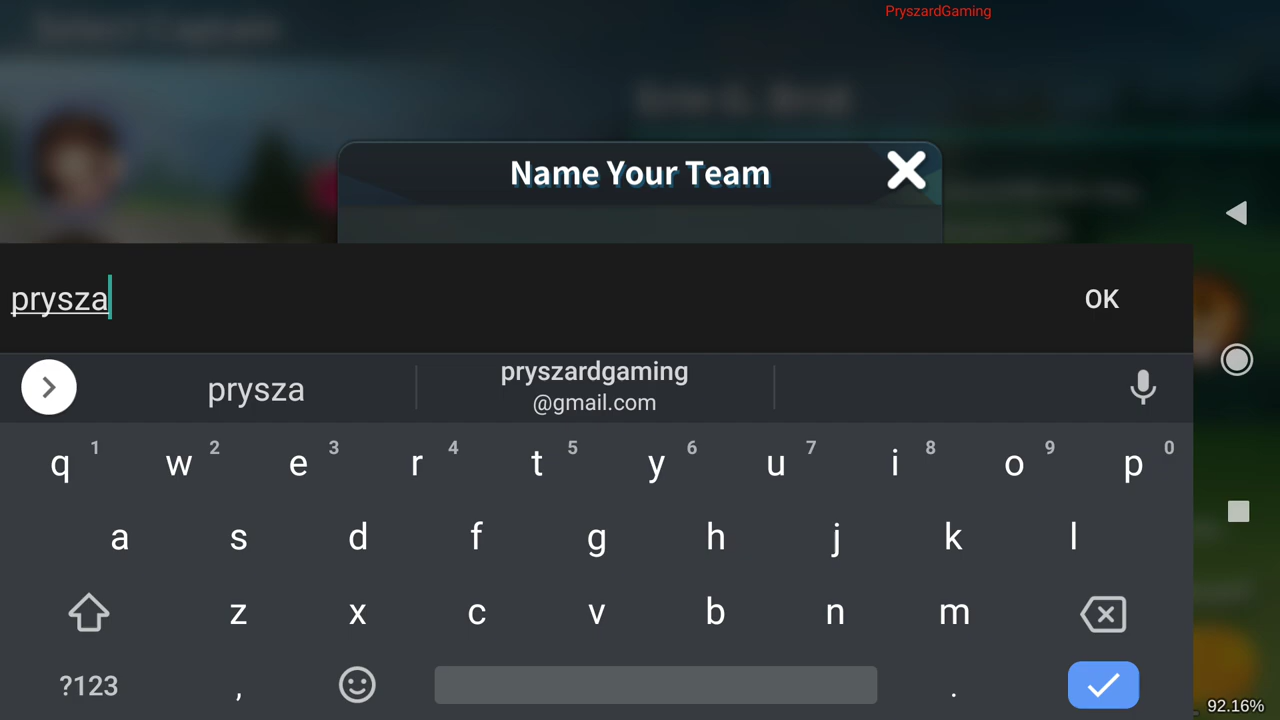 PryszardGaming
Name Your Team
prysza
OK
prysza
pryszardgaming
@gmail.com
q 1 w 2 e 3 r 4 t 5 y 6 u 7 i 8 o 9 p 0
a s d f g h j k l
z x c v b n m
?123 , .
92.16%